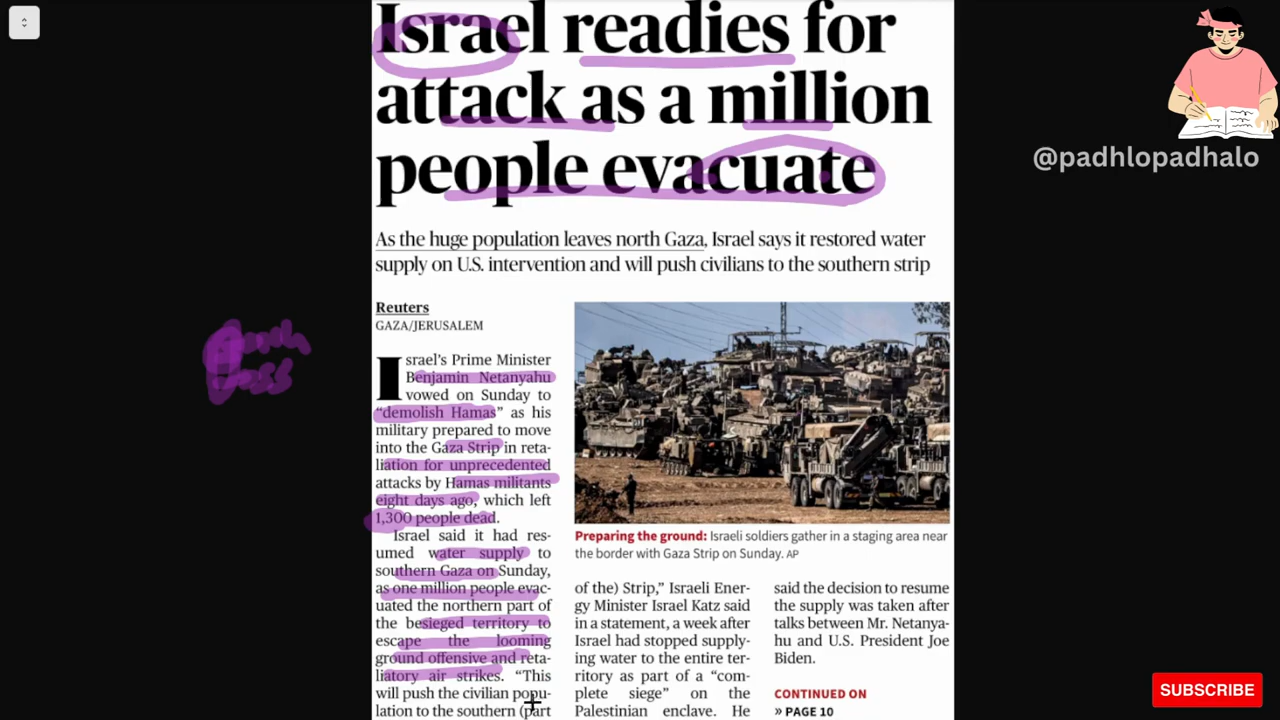 Israel readies for
attack as a million
people evacuate
@padhlopadhalo
As the huge population leaves north Gaza, Israel says it restored water
supply on U.S. intervention and will push civilians to the southern strip
Reuters
GAZA/JERUSALEM
Israel's Prime Minister
Benjamin Netanyahu
vowed on Sunday to
“demolish Hamas” as his
military prepared to move
into the Gaza Strip in reta-
liation for unprecedented
attacks by Hamas militants
eight days ago, which left
1,300 people dead.
Israel said it had res-
umed water supply to
southern Gaza on Sunday,
as one million people evac-
uated the northern part of
the besieged territory to
escape the looming
ground offensive and reta-
liatory air strikes. “This
will push the civilian popu-
lation to the southern (part
Preparing the ground: Israeli soldiers gather in a staging area near
the border with Gaza Strip on Sunday. AP
of the) Strip,” Israeli Ener-
gy Minister Israel Katz said
in a statement, a week after
Israel had stopped supply-
ing water to the entire ter-
ritory as part of a “com-
plete siege” on the
Palestinian enclave. He
said the decision to resume
the supply was taken after
talks between Mr. Netanya-
hu and U.S. President Joe
Biden.
CONTINUED ON
» PAGE 10
SUBSCRIBE